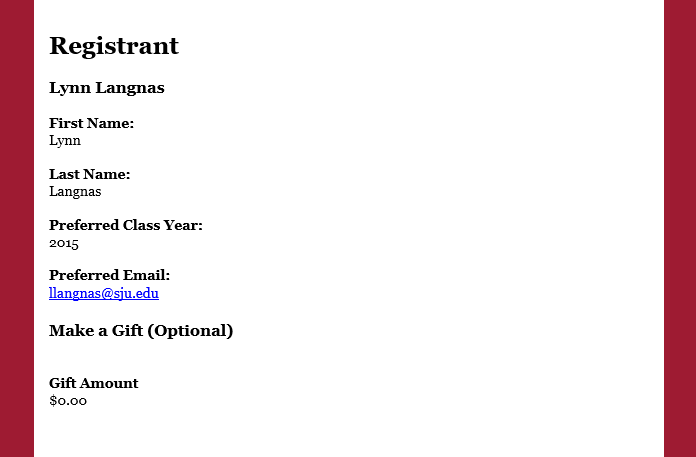 Registrant
Lynn Langnas
First Name:
Lynn
Last Name:
Langnas
Preferred Class Year:
2015
Preferred Email:
llangnas@sju.edu
Make a Gift (Optional)
Gift Amount
$0.00